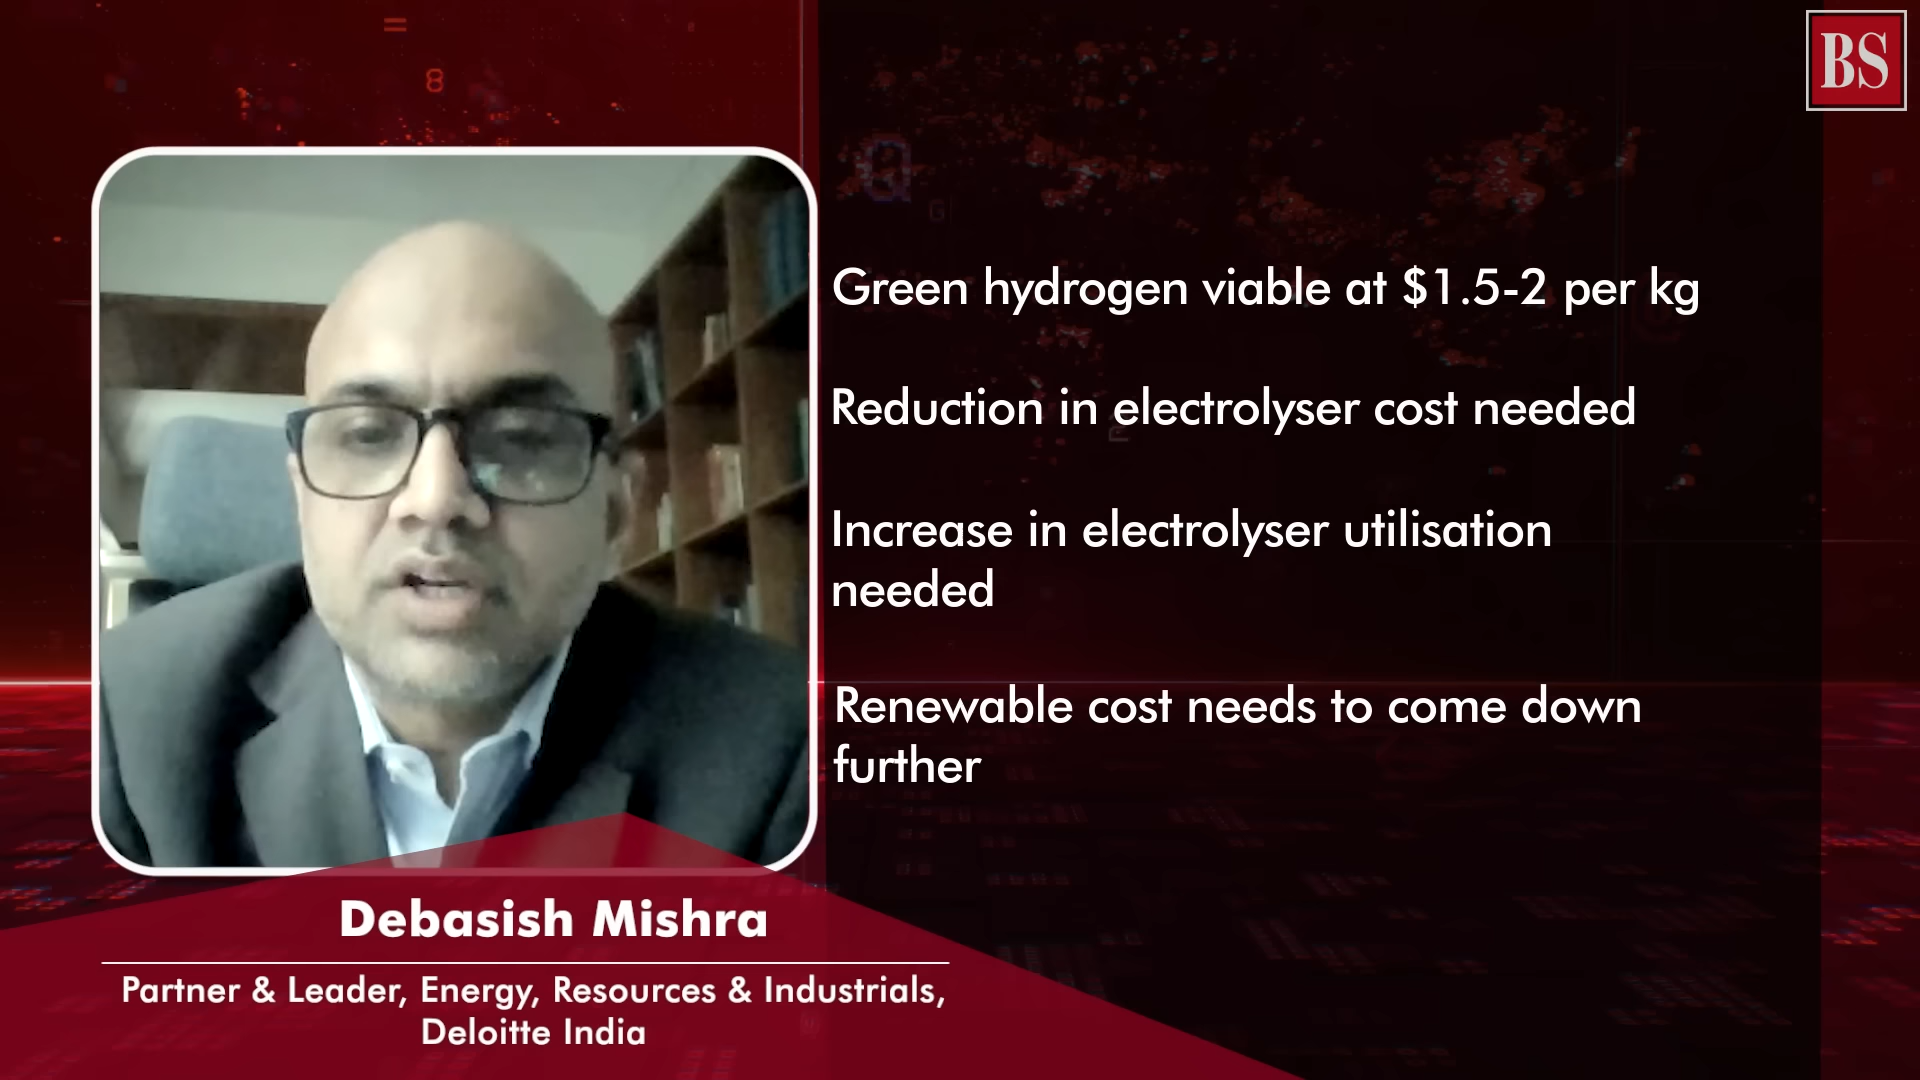 BS
Green hydrogen viable at $1.5-2 per kg
Reduction in electrolyser cost needed
Increase in electrolyser utilisation
needed
Renewable cost needs to come down
further
Debasish Mishra
Partner & Leader, Energy, Resources & Industrials,
Deloitte India